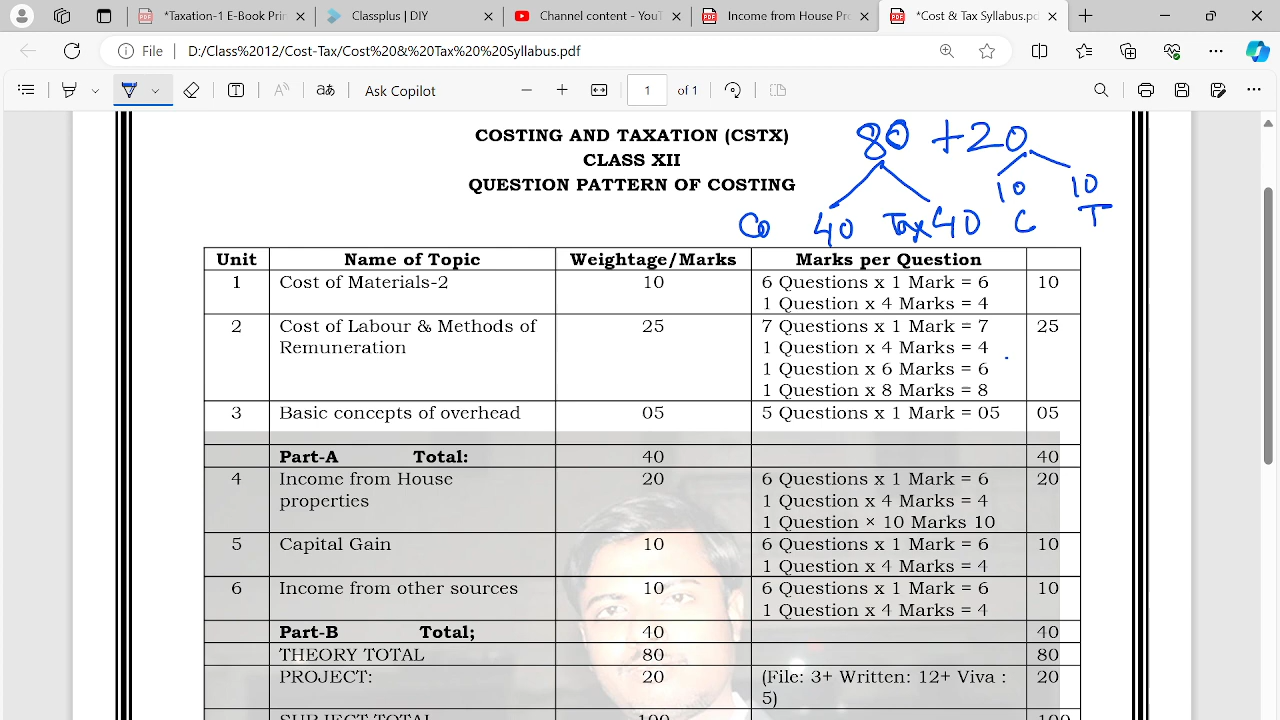 *Taxation-1 E-Book Prin
Classplus | DIY
Channel content - YouT
Income from House Pro
*Cost & Tax Syllabus.pdf
File
D:/Class%2012/Cost-Tax/Cost%20&%20Tax%20%20Syllabus.pdf
Ask Copilot
1 of 1
COSTING AND TAXATION (CSTX)
CLASS XII
QUESTION PATTERN OF COSTING
80 + 20
10 10
Co 40 Tax 40 C T
Unit Name of Topic Weightage/Marks Marks per Question
1 Cost of Materials-2 10 6 Questions x 1 Mark = 6 10
1 Question x 4 Marks = 4
2 Cost of Labour & Methods of 25 7 Questions x 1 Mark = 7 25
Remuneration 1 Question x 4 Marks = 4
1 Question x 6 Marks = 6
1 Question x 8 Marks = 8
3 Basic concepts of overhead 05 5 Questions x 1 Mark = 05 05
Part-A Total: 40 40
4 Income from House 20 6 Questions x 1 Mark = 6 20
properties 1 Question x 4 Marks = 4
1 Question × 10 Marks 10
5 Capital Gain 10 6 Questions x 1 Mark = 6 10
1 Question x 4 Marks = 4
6 Income from other sources 10 6 Questions x 1 Mark = 6 10
1 Question x 4 Marks = 4
Part-B Total; 40 40
THEORY TOTAL 80 80
PROJECT: 20 (File: 3+ Written: 12+ Viva : 20
5)
SUBJECT TOTAL 100 100